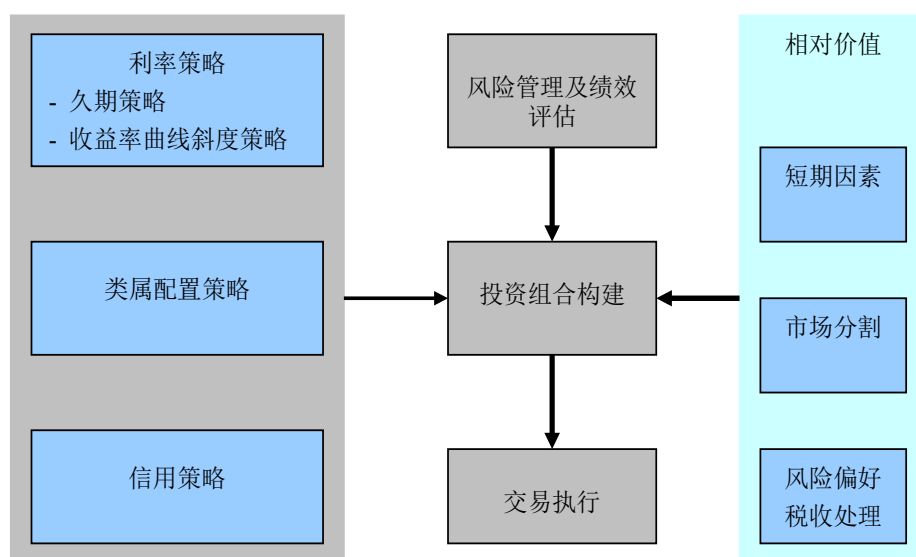 利率策略
- 久期策略
- 收益率曲线斜度策略
类属配置策略
信用策略
风险管理及绩效
评估
投资组合构建
交易执行
相对价值
短期因素
市场分割
风险偏好
税收处理